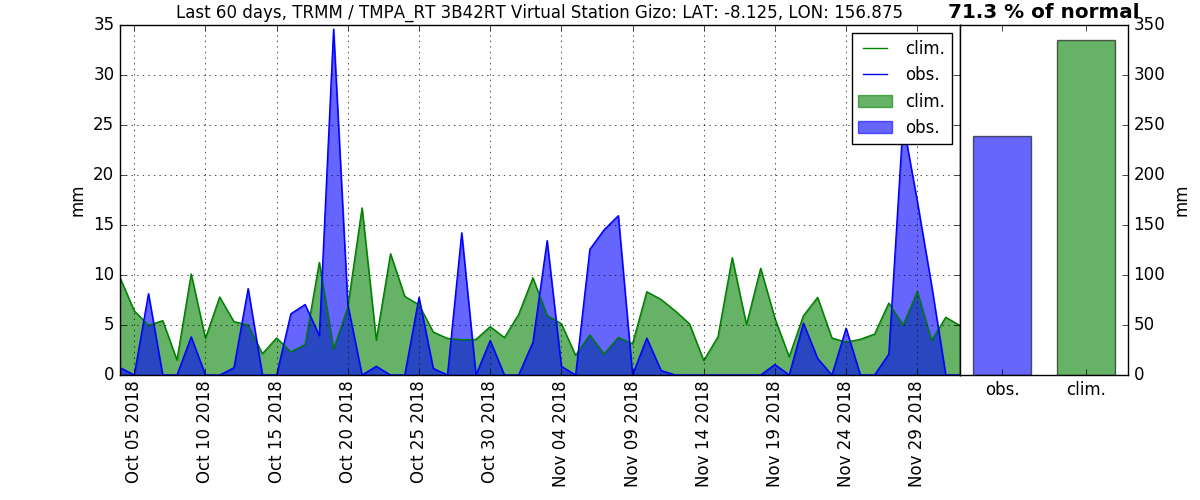 Last 60 days, TRMM / TMPA_RT 3B42RT Virtual Station Gizo: LAT: -8.125, LON: 156.875
71.3 % of normal
35
30
25
20
15
10
5
0
mm
clim.
obs.
clim.
obs.
Oct 05 2018
Oct 10 2018
Oct 15 2018
Oct 20 2018
Oct 25 2018
Oct 30 2018
Nov 04 2018
Nov 09 2018
Nov 14 2018
Nov 19 2018
Nov 24 2018
Nov 29 2018
350
300
250
200
150
100
50
0
mm
obs.
clim.